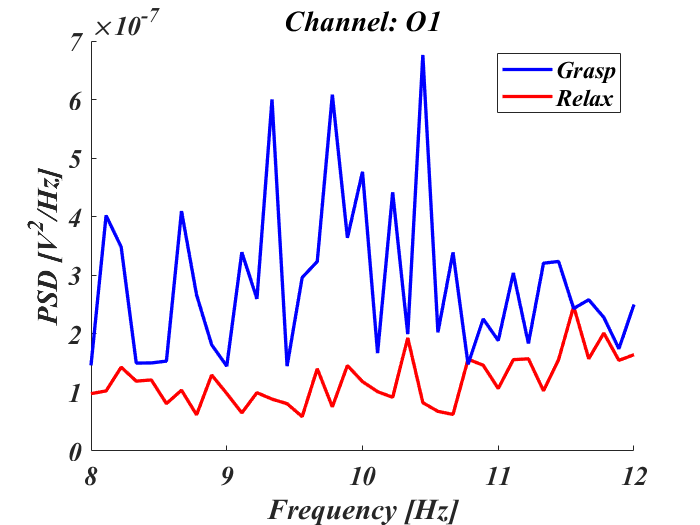 ×10⁻⁷
Channel: O1
7
6
5
4
3
2
1
0
PSD [V²/Hz]
Grasp
Relax
8
9
10
11
12
Frequency [Hz]